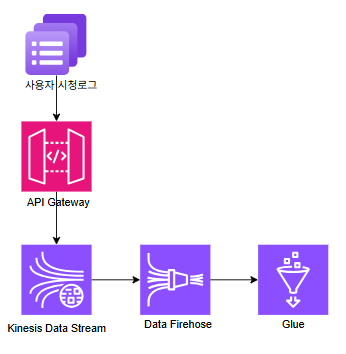 사용자 시청로그
API Gateway
Kinesis Data Stream
Data Firehose
Glue